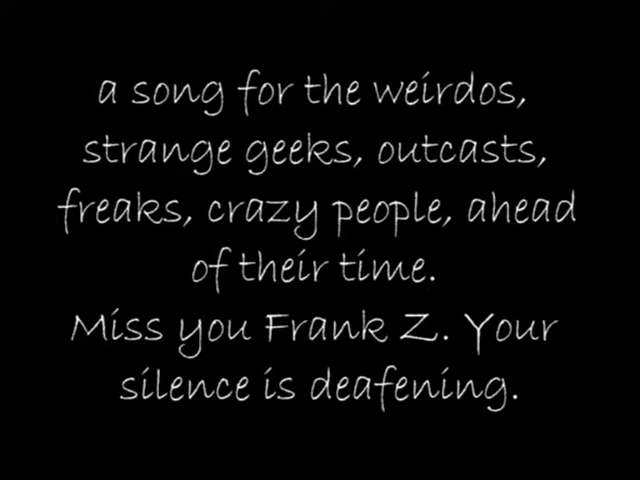 a song for the weirdos,
strange geeks, outcasts,
freaks, crazy people, ahead
of their time.
Miss you Frank Z. Your
silence is deafening.